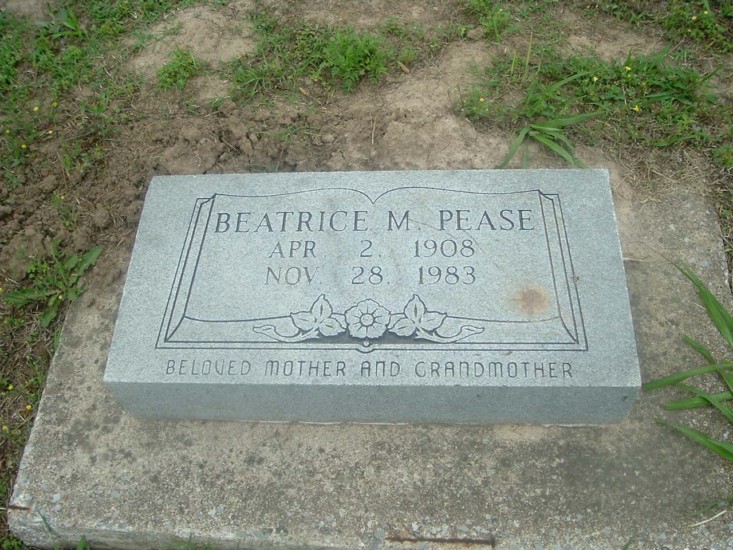 BEATRICE M. PEASE
APR 2, 1908
NOV. 28, 1983
BELOVED MOTHER AND GRANDMOTHER